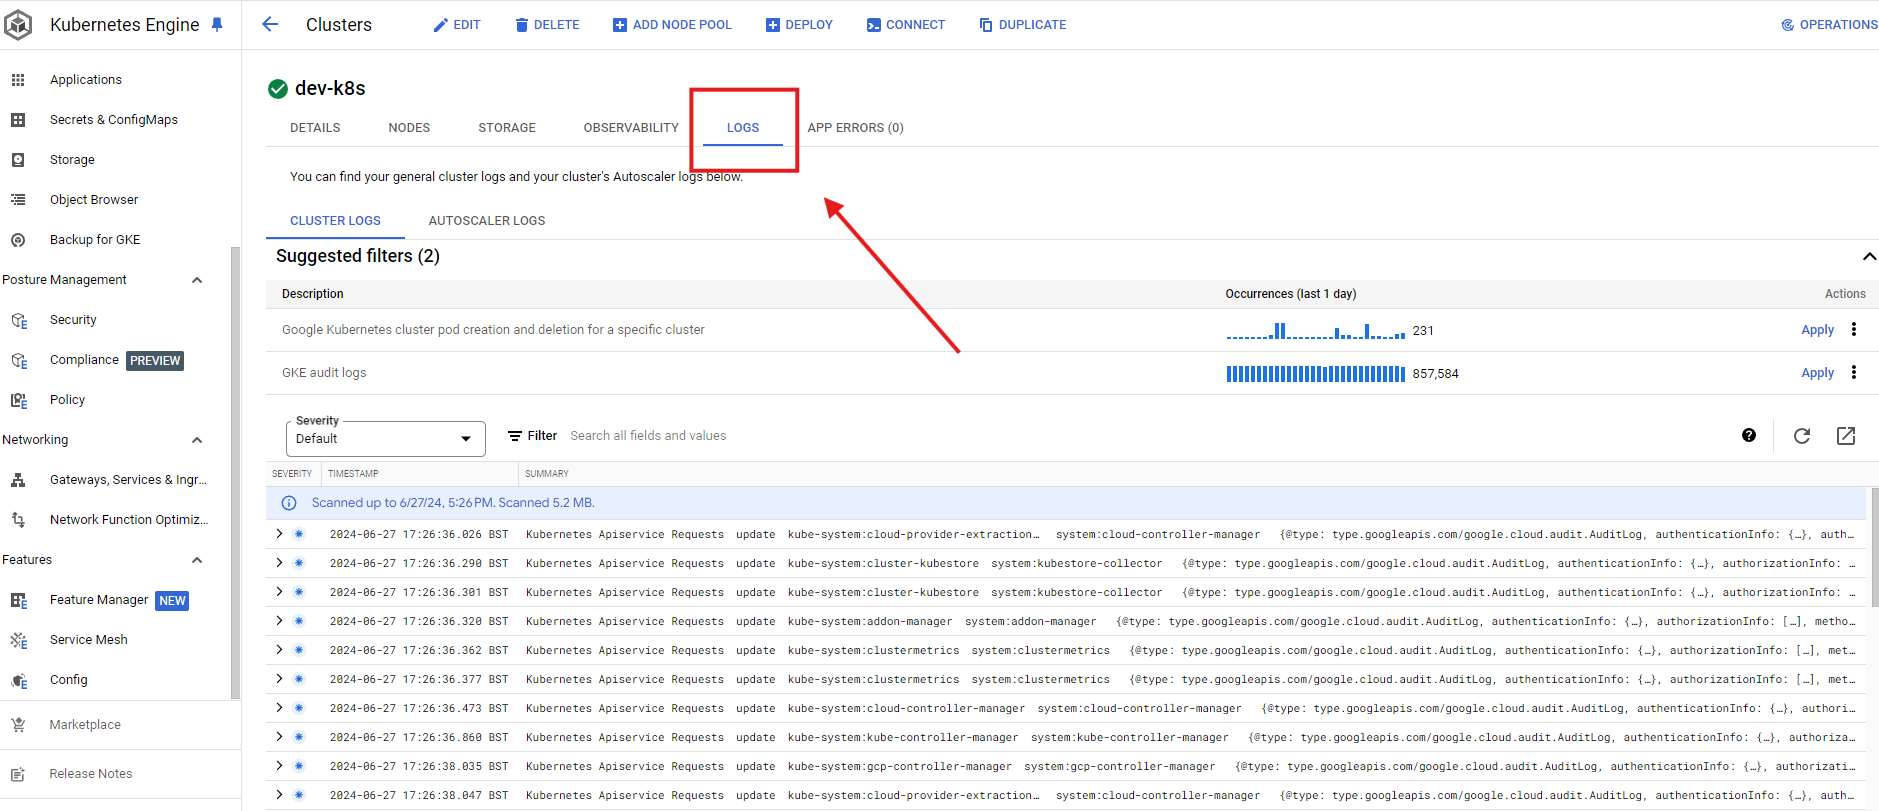 Kubernetes Engine
Clusters
EDIT
DELETE
ADD NODE POOL
DEPLOY
CONNECT
DUPLICATE
OPERATIONS
Applications
Secrets & ConfigMaps
Storage
Object Browser
Backup for GKE
Posture Management
Security
Compliance PREVIEW
Policy
Networking
Gateways, Services & Ingr...
Network Function Optimiz...
Features
Feature Manager NEW
Service Mesh
Config
Marketplace
Release Notes
dev-k8s
DETAILS NODES STORAGE OBSERVABILITY LOGS APP ERRORS (0)
You can find your general cluster logs and your cluster's Autoscaler logs below.
CLUSTER LOGS AUTOSCALER LOGS
Suggested filters (2)
Description Occurrences (last 1 day) Actions
Google Kubernetes cluster pod creation and deletion for a specific cluster 231 Apply
GKE audit logs 857,584 Apply
Severity
Default
Filter Search all fields and values
SEVERITY TIMESTAMP SUMMARY
Scanned up to 6/27/24, 5:26 PM. Scanned 5.2 MB.
2024-06-27 17:26:36.026 BST Kubernetes Apiservice Requests update kube-system:cloud-provider-extraction… system:cloud-controller-manager {@type: type.googleapis.com/google.cloud.audit.AuditLog, authenticationInfo: {…}, auth…
2024-06-27 17:26:36.290 BST Kubernetes Apiservice Requests update kube-system:cluster-kubestore system:kubestore-collector {@type: type.googleapis.com/google.cloud.audit.AuditLog, authenticationInfo: {…}, authorizationInfo: …
2024-06-27 17:26:36.301 BST Kubernetes Apiservice Requests update kube-system:cluster-kubestore system:kubestore-collector {@type: type.googleapis.com/google.cloud.audit.AuditLog, authenticationInfo: {…}, authorizationInfo: …
2024-06-27 17:26:36.320 BST Kubernetes Apiservice Requests update kube-system:addon-manager system:addon-manager {@type: type.googleapis.com/google.cloud.audit.AuditLog, authenticationInfo: {…}, authorizationInfo: […], metho…
2024-06-27 17:26:36.362 BST Kubernetes Apiservice Requests update kube-system:clustermetrics system:clustermetrics {@type: type.googleapis.com/google.cloud.audit.AuditLog, authenticationInfo: {…}, authorizationInfo: […], met…
2024-06-27 17:26:36.377 BST Kubernetes Apiservice Requests update kube-system:clustermetrics system:clustermetrics {@type: type.googleapis.com/google.cloud.audit.AuditLog, authenticationInfo: {…}, authorizationInfo: […], met…
2024-06-27 17:26:36.473 BST Kubernetes Apiservice Requests update kube-system:cloud-controller-manager system:cloud-controller-manager {@type: type.googleapis.com/google.cloud.audit.AuditLog, authenticationInfo: {…}, authori…
2024-06-27 17:26:36.860 BST Kubernetes Apiservice Requests update kube-system:kube-controller-manager system:kube-controller-manager {@type: type.googleapis.com/google.cloud.audit.AuditLog, authenticationInfo: {…}, authoriza…
2024-06-27 17:26:38.035 BST Kubernetes Apiservice Requests update kube-system:gcp-controller-manager system:gcp-controller-manager {@type: type.googleapis.com/google.cloud.audit.AuditLog, authenticationInfo: {…}, authorizati…
2024-06-27 17:26:38.047 BST Kubernetes Apiservice Requests update kube-system:cloud-provider-extraction… system:cloud-controller-manager {@type: type.googleapis.com/google.cloud.audit.AuditLog, authenticationInfo: {…}, auth…